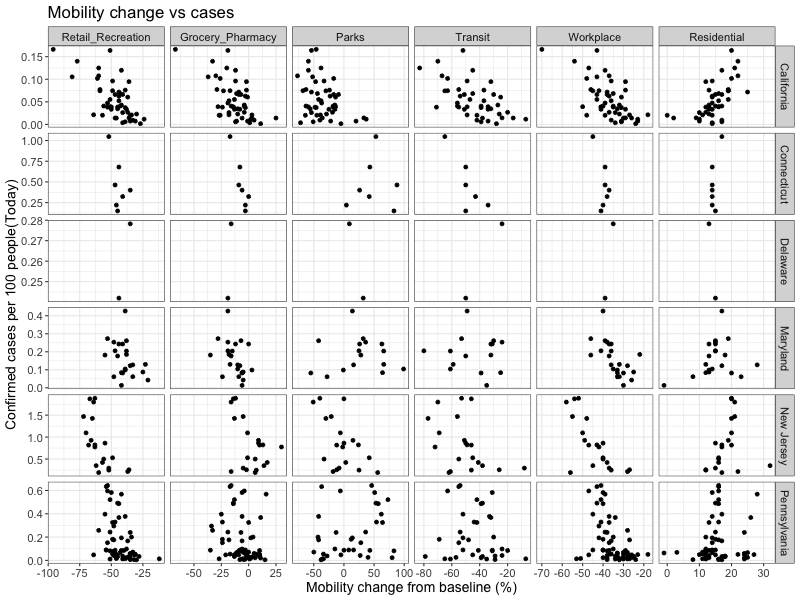 Mobility change vs cases
Retail_Recreation Grocery_Pharmacy Parks Transit Workplace Residential
0.15
0.10
0.05
0.00
California
1.00
0.75
0.50
0.25
Connecticut
0.28
0.27
0.26
0.25
Delaware
0.4
0.3
0.2
0.1
0.0
Maryland
1.5
1.0
0.5
New Jersey
0.6
0.4
0.2
0.0
Pennsylvania
Confirmed cases per 100 people(Today)
-100 -75 -50 -25 -50 -25 0 25 -50 0 50 100 -80 -60 -40 -20 -70 -60 -50 -40 -30 -20 0 10 20 30
Mobility change from baseline (%)